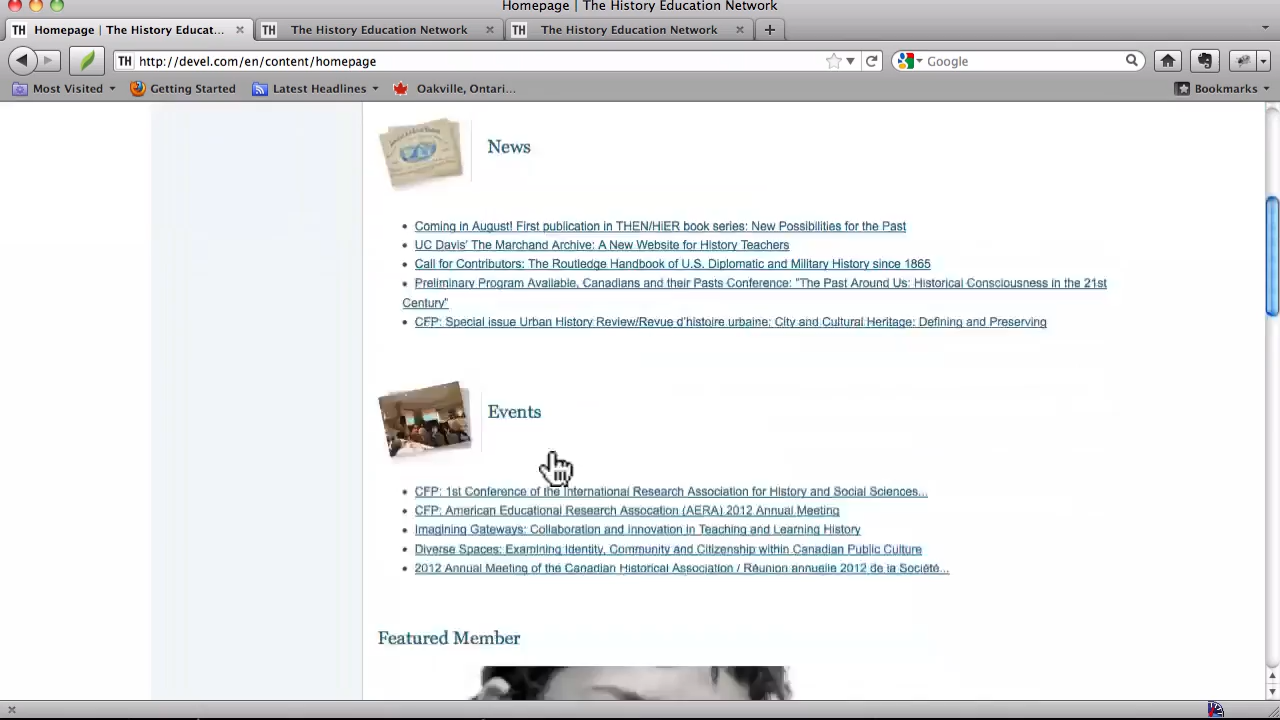 Homepage | The History Education Network
TH Homepage | The History Educat...
TH The History Education Network
TH The History Education Network
TH http://devel.com/en/content/homepage
Google
Most Visited
Getting Started
Latest Headlines
Oakville, Ontari...
Bookmarks
News
• Coming in August! First publication in THEN/HiER book series: New Possibilities for the Past
• UC Davis' The Marchand Archive: A New Website for History Teachers
• Call for Contributors: The Routledge Handbook of U.S. Diplomatic and Military History since 1865
• Preliminary Program Available, Canadians and their Pasts Conference: "The Past Around Us: Historical Consciousness in the 21st
Century"
• CFP: Special issue Urban History Review/Revue d'histoire urbaine: City and Cultural Heritage: Defining and Preserving
Events
• CFP: 1st Conference of the International Research Association for History and Social Sciences...
• CFP: American Educational Research Assocation (AERA) 2012 Annual Meeting
• Imagining Gateways: Collaboration and Innovation in Teaching and Learning History
• Diverse Spaces: Examining Identity, Community and Citizenship within Canadian Public Culture
• 2012 Annual Meeting of the Canadian Historical Association / Réunion annuelle 2012 de la Société...
Featured Member